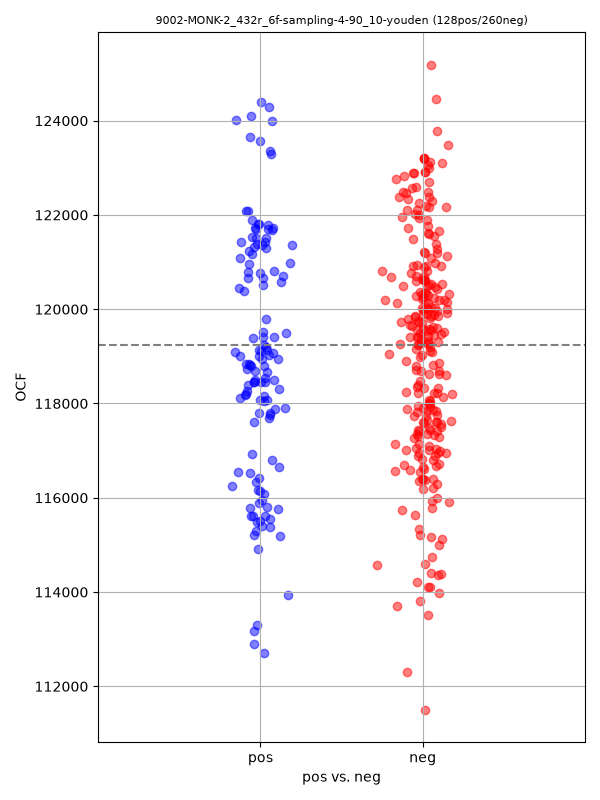 9002-MONK-2_432r_6f-sampling-4-90_10-youden (128pos/260neg)
124000
122000
120000
118000
116000
114000
112000
OCF
pos
neg
pos vs. neg